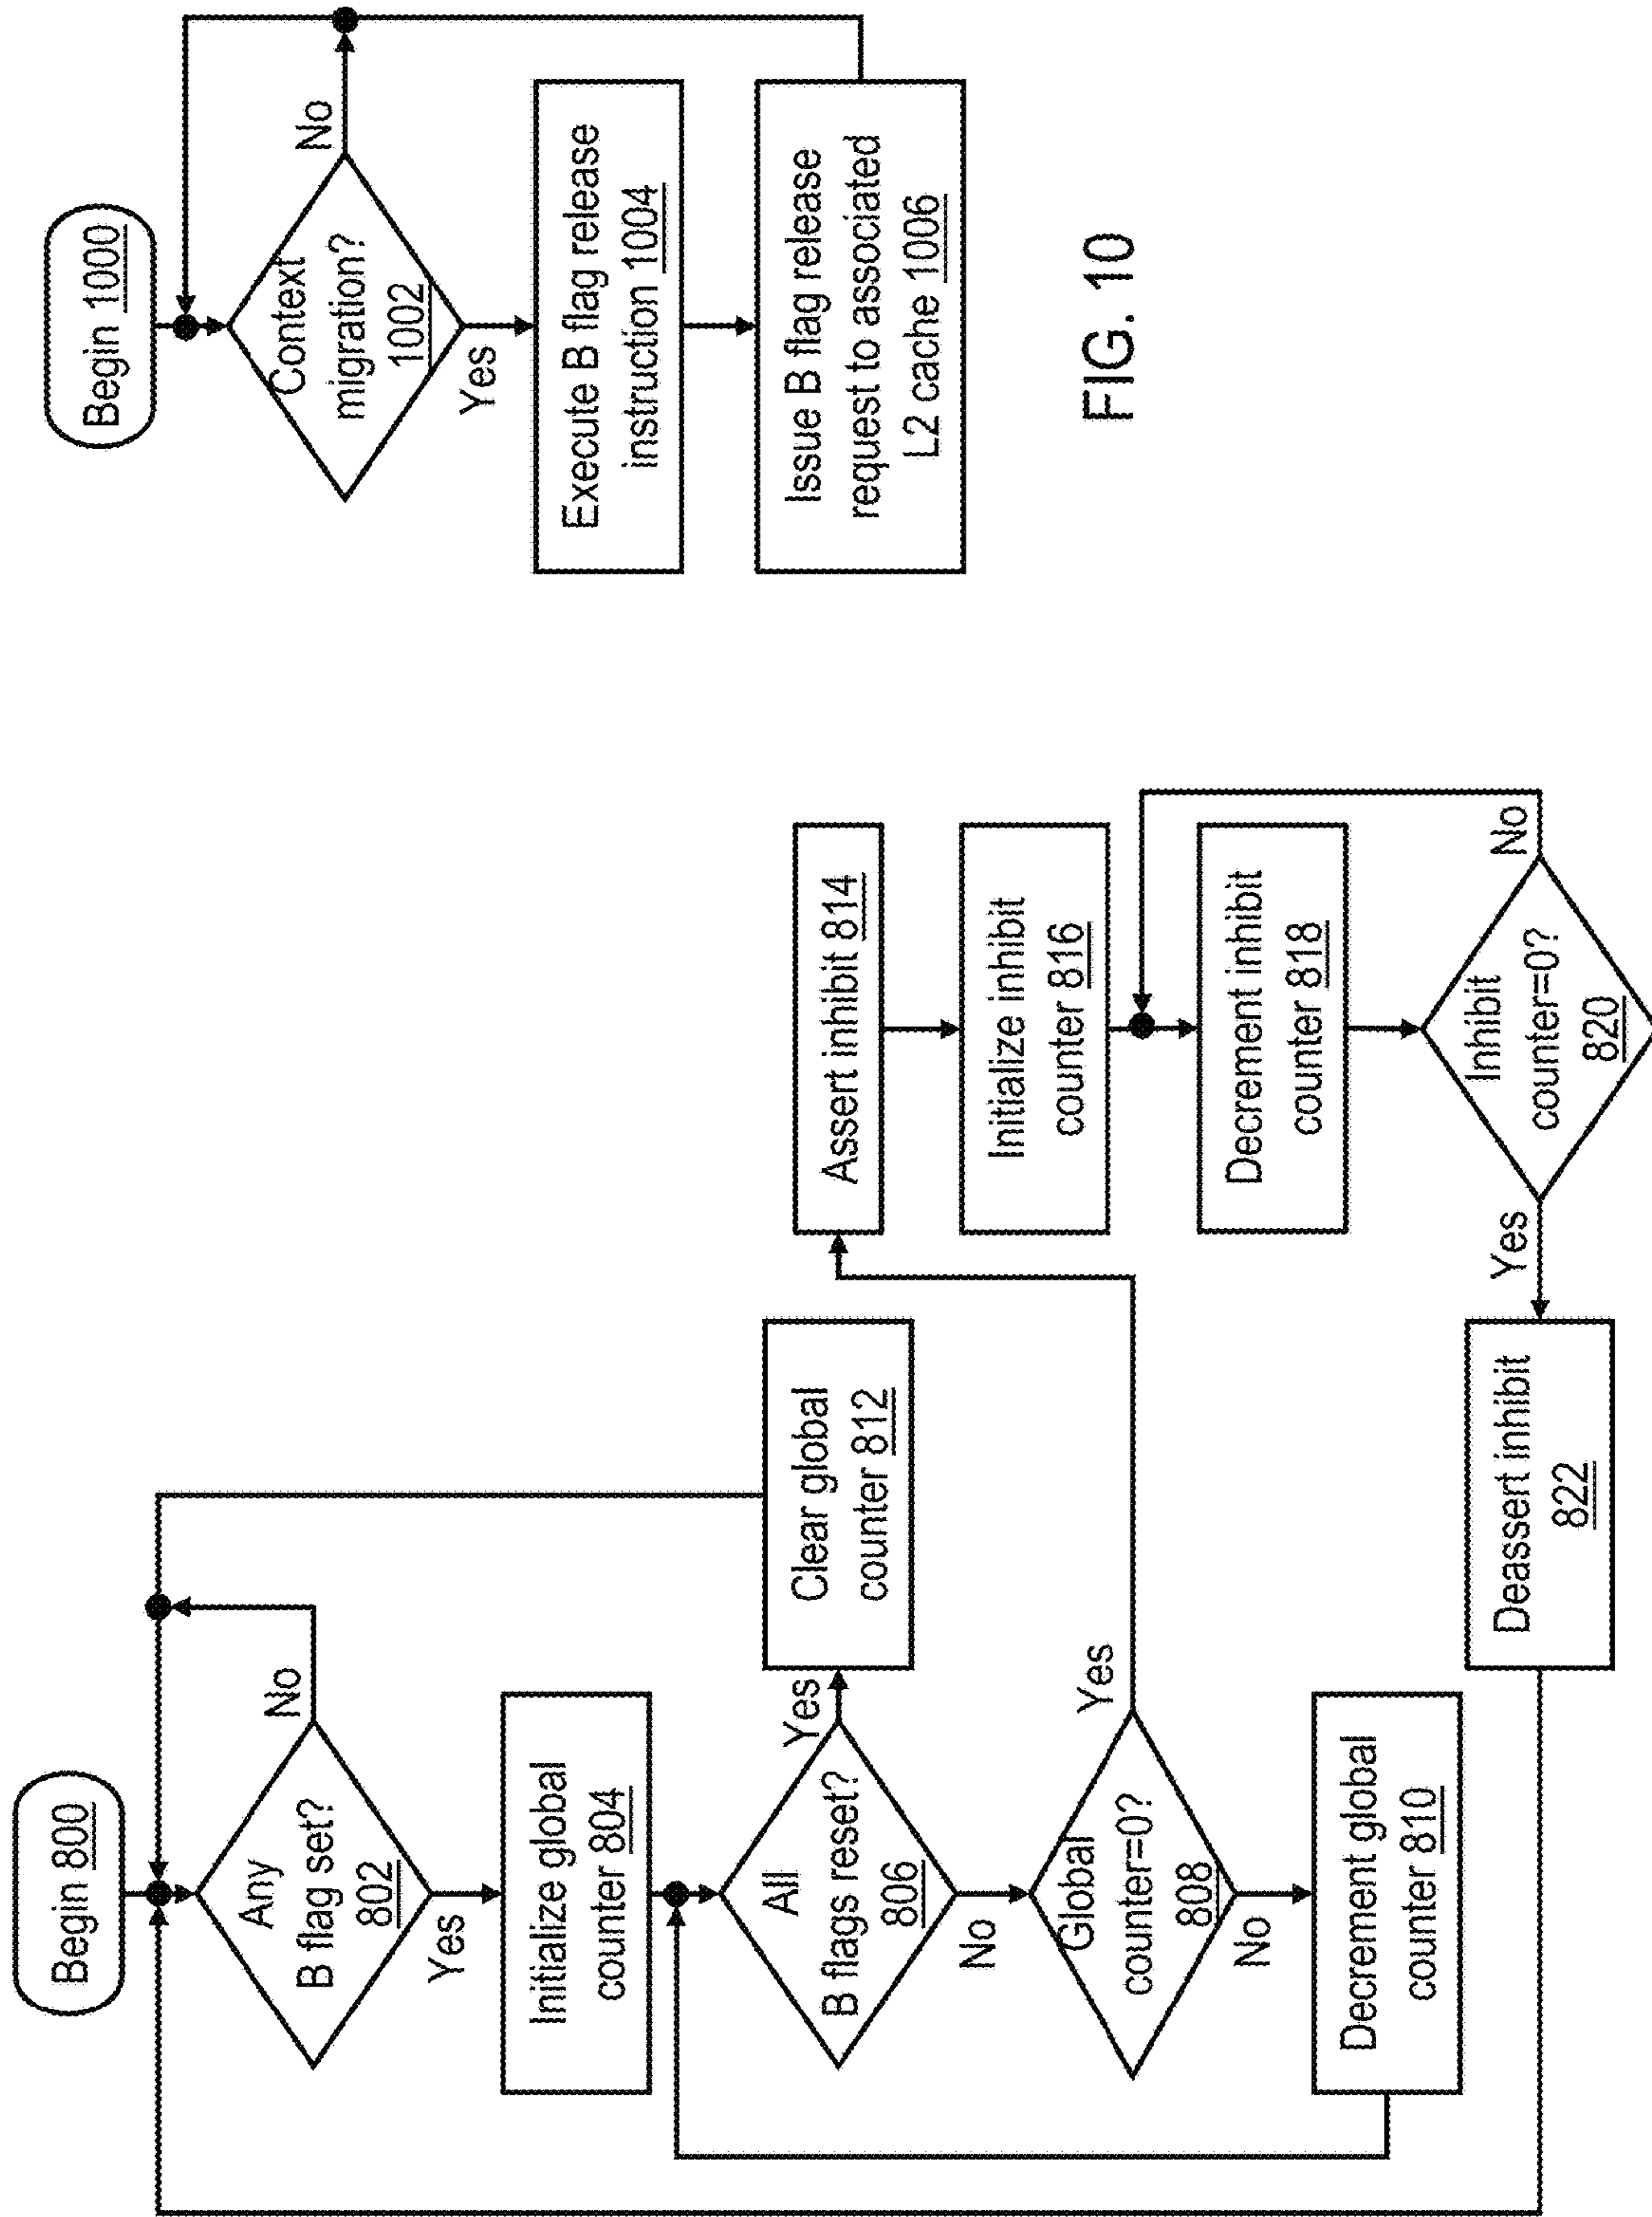 Begin 800
Any
B flag set?
802
No
Yes
Initialize global
counter 804
All
B flags reset?
806
Yes
No
Clear global
counter 812
Global
counter=0?
808
Yes
No
Decrement global
counter 810
Assert inhibit 814
Initialize inhibit
counter 816
Decrement inhibit
counter 818
Inhibit
counter=0?
820
No
Yes
Deassert inhibit
822
Begin 1000
Context
migration?
1002
No
Yes
Execute B flag release
instruction 1004
Issue B flag release
request to associated
L2 cache 1006
FIG. 10